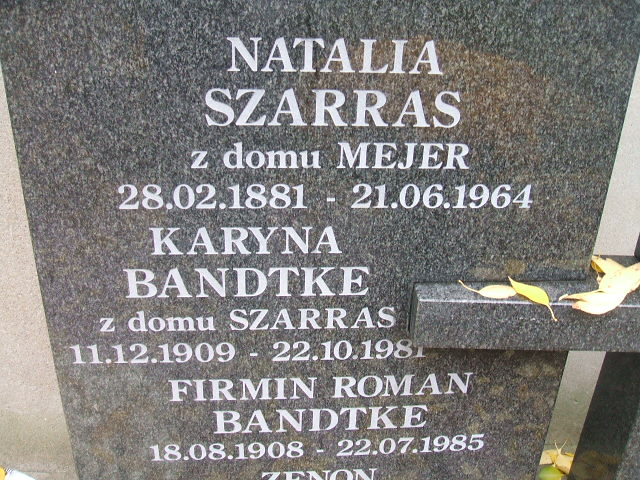 NATALIA
SZARRAS
z domu MEJER
28.02.1881 - 21.06.1964
KARYNA
BANDTKE
z domu SZARRAS
11.12.1909 - 22.10.1981
FIRMIN ROMAN
BANDTKE
18.08.1908 - 22.07.1985
ZENON